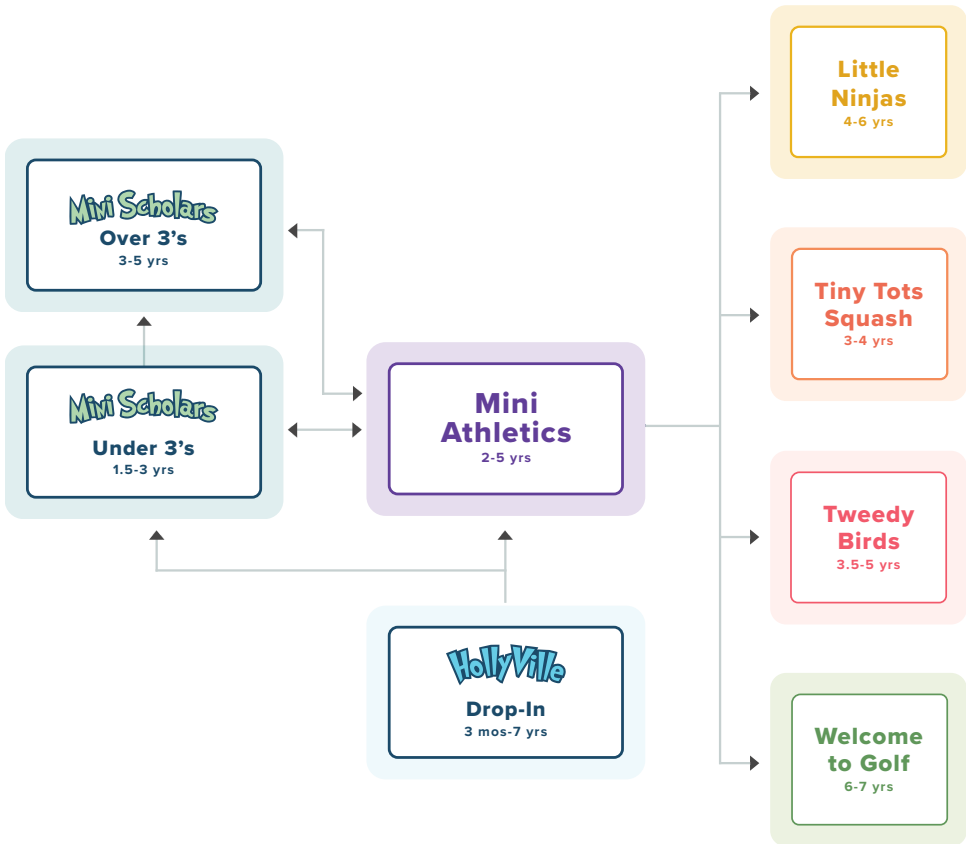 Mini Scholars
Over 3's
3-5 yrs
Mini Scholars
Under 3's
1.5-3 yrs
Mini
Athletics
2-5 yrs
HollyVille
Drop-In
3 mos-7 yrs
Little
Ninjas
4-6 yrs
Tiny Tots
Squash
3-4 yrs
Tweedy
Birds
3.5-5 yrs
Welcome
to Golf
6-7 yrs